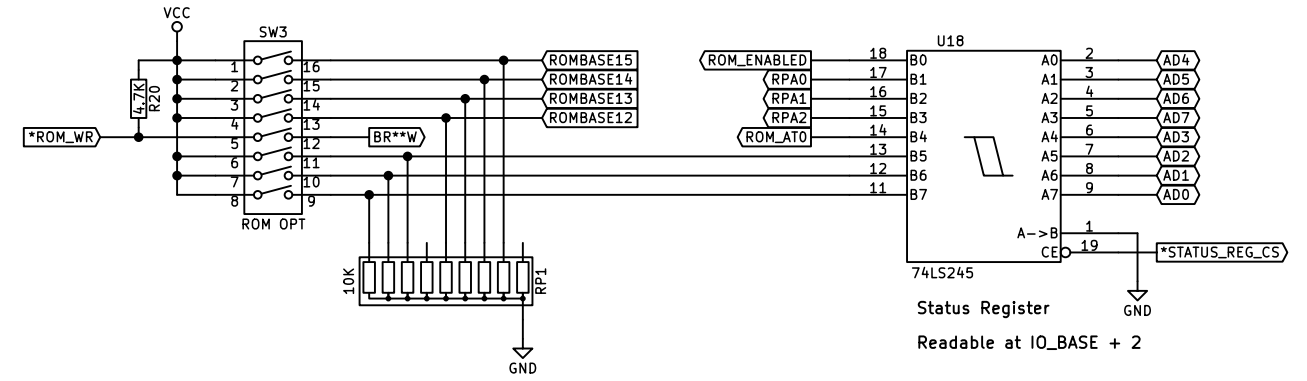 VCC
SW3
R20
4.7K
*ROM_WR
1
2
3
4
5
6
7
8
16
15
14
13
12
11
10
9
ROM OPT
ROMBASE15
ROMBASE14
ROMBASE13
ROMBASE12
BR**W
10K
RP1
GND
U18
ROM_ENABLED 18 B0 A0 2 AD4
RPA0 17 B1 A1 3 AD5
RPA1 16 B2 A2 4 AD6
RPA2 15 B3 A3 5 AD7
ROM_AT0 14 B4 A4 6 AD3
13 B5 A5 7 AD2
12 B6 A6 8 AD1
11 B7 A7 9 AD0
A->B 1
CE 19 *STATUS_REG_CS
74LS245
GND
Status Register
Readable at IO_BASE + 2